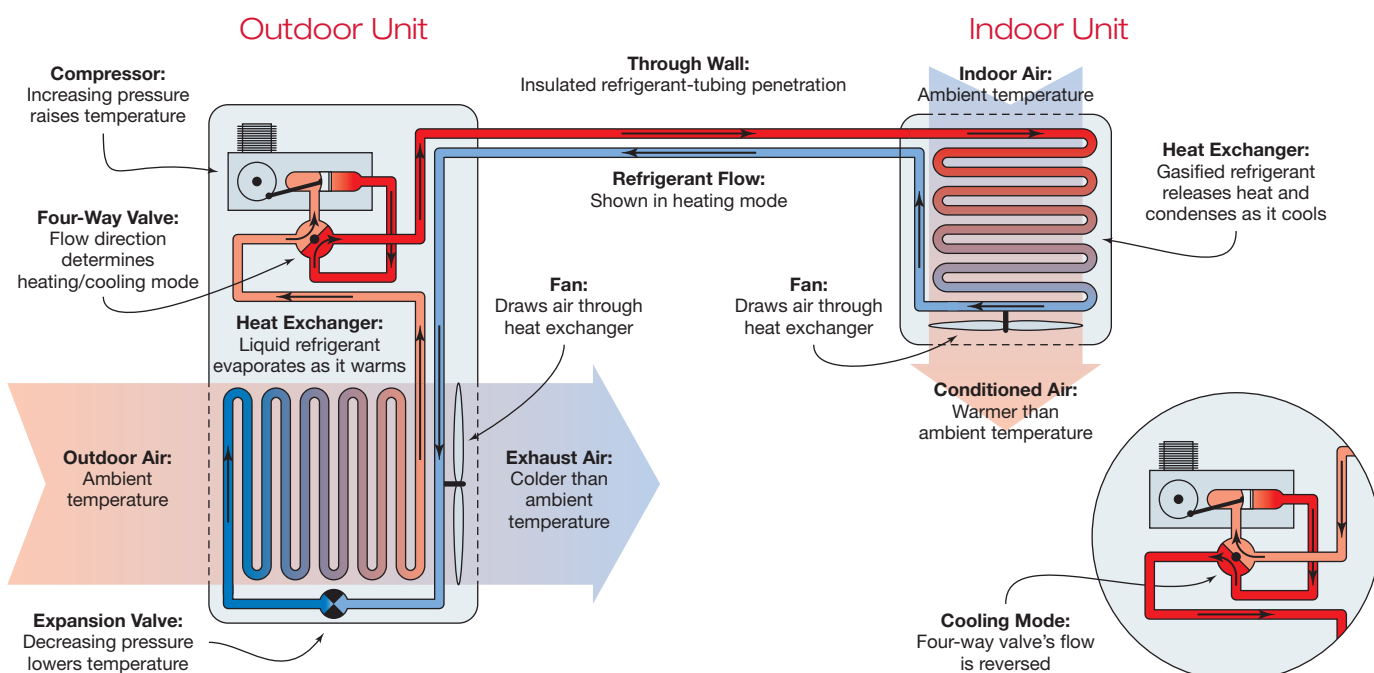 Outdoor Unit
Indoor Unit
Compressor:
Increasing pressure
raises temperature
Through Wall:
Insulated refrigerant-tubing penetration
Indoor Air:
Ambient temperature
Heat Exchanger:
Gasified refrigerant
releases heat and
condenses as it cools
Refrigerant Flow:
Shown in heating mode
Four-Way Valve:
Flow direction
determines
heating/cooling mode
Fan:
Draws air through
heat exchanger
Fan:
Draws air through
heat exchanger
Heat Exchanger:
Liquid refrigerant
evaporates as it warms
Conditioned Air:
Warmer than
ambient temperature
Outdoor Air:
Ambient
temperature
Exhaust Air:
Colder than
ambient
temperature
Expansion Valve:
Decreasing pressure
lowers temperature
Cooling Mode:
Four-way valve's flow
is reversed